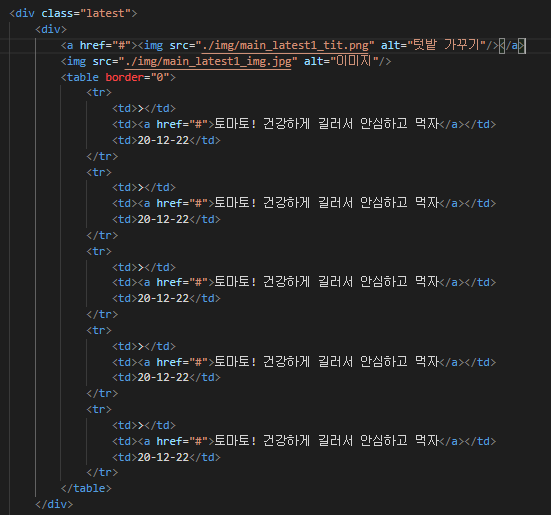 <div class="latest">
<div>
<a href="#"><img src="./img/main_latest1_tit.png" alt="텃밭 가꾸기"/></a>
<img src="./img/main_latest1_img.jpg" alt="이미지"/>
<table border="0">
<tr>
<td>></td>
<td><a href="#">토마토! 건강하게 길러서 안심하고 먹자</a></td>
<td>20-12-22</td>
</tr>
<tr>
<td>></td>
<td><a href="#">토마토! 건강하게 길러서 안심하고 먹자</a></td>
<td>20-12-22</td>
</tr>
<tr>
<td>></td>
<td><a href="#">토마토! 건강하게 길러서 안심하고 먹자</a></td>
<td>20-12-22</td>
</tr>
<tr>
<td>></td>
<td><a href="#">토마토! 건강하게 길러서 안심하고 먹자</a></td>
<td>20-12-22</td>
</tr>
<tr>
<td>></td>
<td><a href="#">토마토! 건강하게 길러서 안심하고 먹자</a></td>
<td>20-12-22</td>
</tr>
</table>
</div>